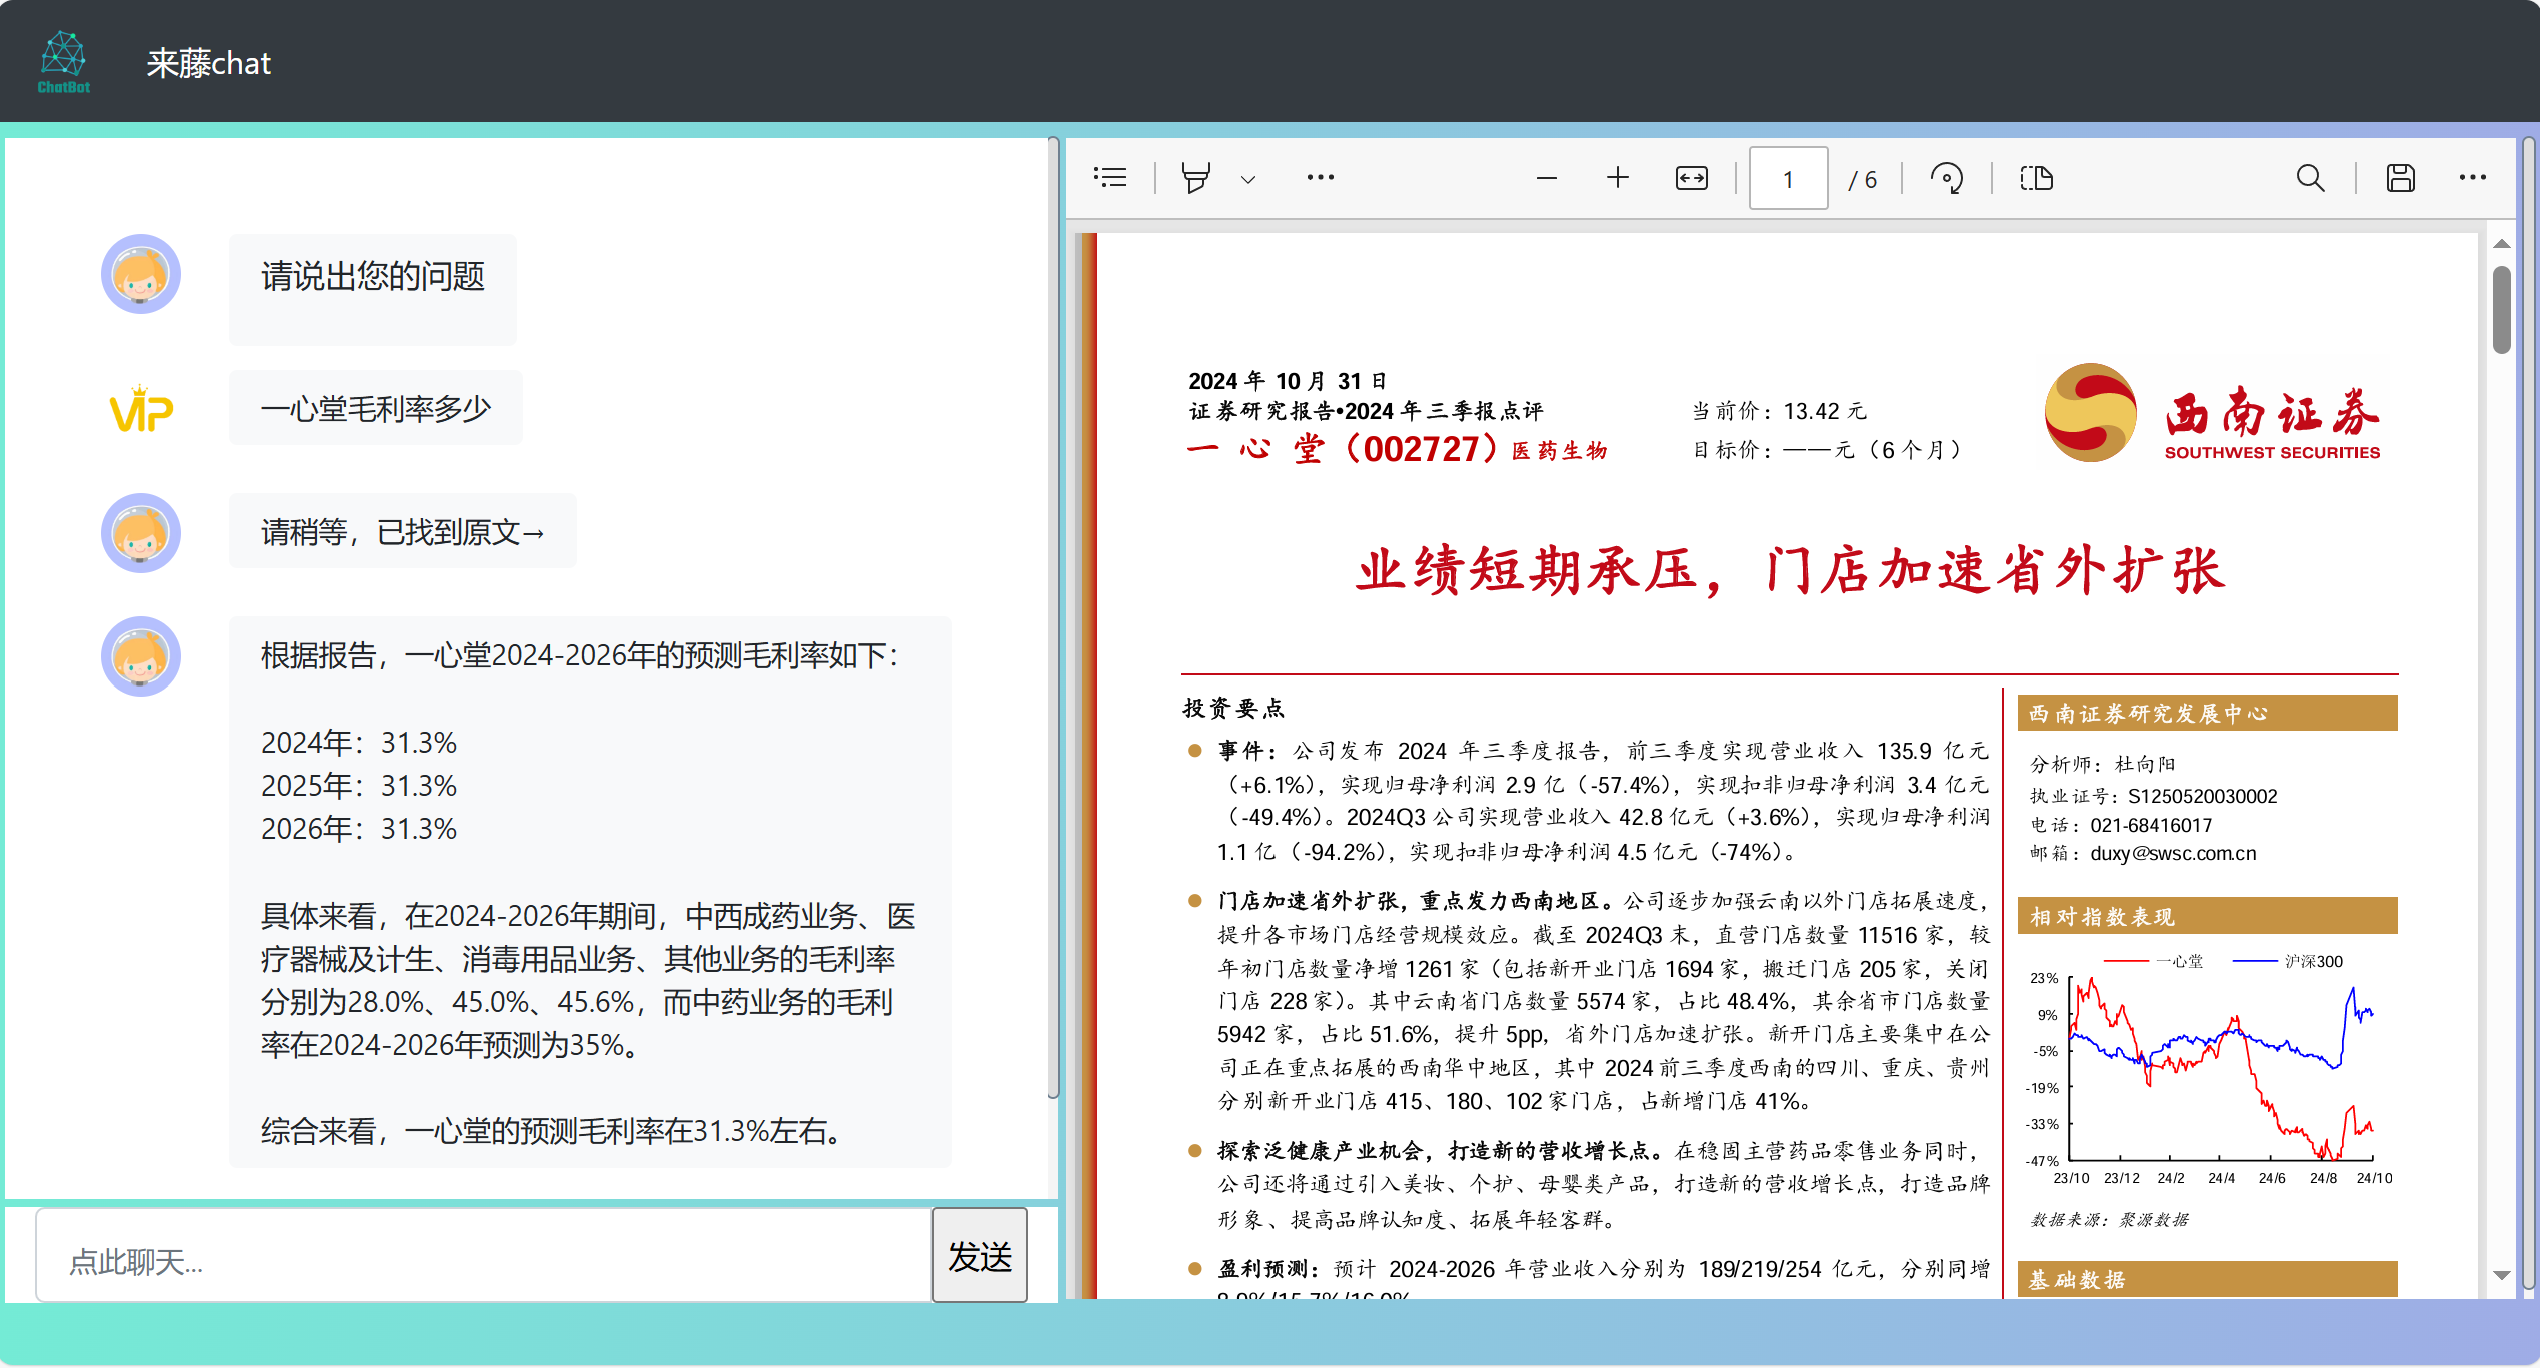 ChatBot
来藤chat
请说出您的问题
VIP
一心堂毛利率多少
请稍等，已找到原文→
根据报告，一心堂2024-2026年的预测毛利率如下：
2024年：31.3%
2025年：31.3%
2026年：31.3%
具体来看，在2024-2026年期间，中西成药业务、医
疗器械及计生、消毒用品业务、其他业务的毛利率
分别为28.0%、45.0%、45.6%，而中药业务的毛利
率在2024-2026年预测为35%。
综合来看，一心堂的预测毛利率在31.3%左右。
点此聊天...
发送
1
/ 6
2024 年 10 月 31 日
证券研究报告•2024 年三季报点评
一 心 堂（002727）医药生物
当前价：13.42 元
目标价：——元（6 个月）
西南证券
SOUTHWEST SECURITIES
业绩短期承压，门店加速省外扩张
投资要点
事件：公司发布 2024 年三季度报告，前三季度实现营业收入 135.9 亿元
（+6.1%），实现归母净利润 2.9 亿（-57.4%），实现扣非归母净利润 3.4 亿元
（-49.4%）。2024Q3 公司实现营业收入 42.8 亿元（+3.6%），实现归母净利润
1.1 亿（-94.2%），实现扣非归母净利润 4.5 亿元（-74%）。
门店加速省外扩张，重点发力西南地区。公司逐步加强云南以外门店拓展速度，
提升各市场门店经营规模效应。截至 2024Q3 末，直营门店数量 11516 家，较
年初门店数量净增 1261 家（包括新开业门店 1694 家，搬迁门店 205 家，关闭
门店 228 家）。其中云南省门店数量 5574 家，占比 48.4%，其余省市门店数量
5942 家，占比 51.6%，提升 5pp，省外门店加速扩张。新开门店主要集中在公
司正在重点拓展的西南华中地区，其中 2024 前三季度西南的四川、重庆、贵州
分别新开业门店 415、180、102 家门店，占新增门店 41%。
探索泛健康产业机会，打造新的营收增长点。在稳固主营药品零售业务同时，
公司还将通过引入美妆、个护、母婴类产品，打造新的营收增长点，打造品牌
形象、提高品牌认知度、拓展年轻客群。
盈利预测：预计 2024-2026 年营业收入分别为 189/219/254 亿元，分别同增
西南证券研究发展中心
分析师：杜向阳
执业证号：S1250520030002
电话：021-68416017
邮箱：duxy@swsc.com.cn
相对指数表现
一心堂 沪深300
23%
9%
-5%
-19%
-33%
-47%
23/10 23/12 24/2 24/4 24/6 24/8 24/10
数据来源：聚源数据
基础数据